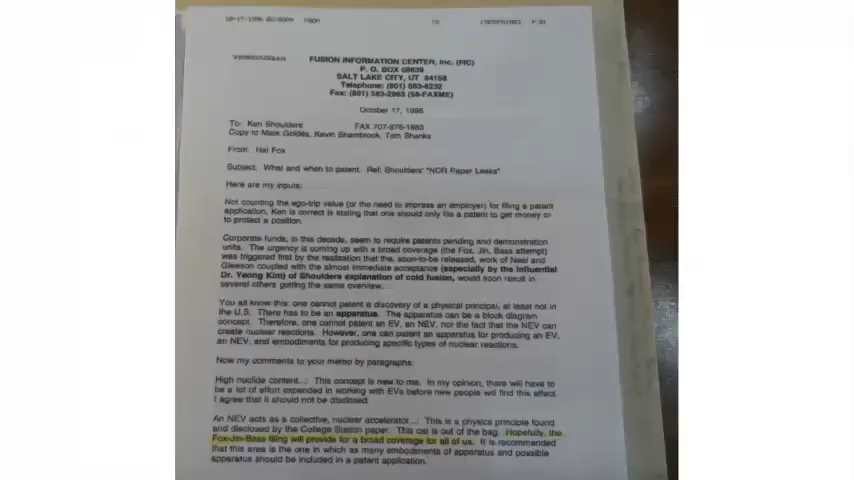 10-17-1996 02:02PM FROM TO 17078761883 P.01
FUSION INFORMATION CENTER, Inc. (FIC)
P. O. BOX 58639
SALT LAKE CITY, UT 84158
Telephone: (801) 583-6232
Fax: (801) 583-2963 (58-FAXME)
October 17, 1996
To: Ken Shoulders FAX 707-876-1883
Copy to Mark Goldes, Kevin Shambrook, Tom Shanks
From: Hal Fox
Subject: What and when to patent. Ref: Shoulders' "NCR Paper Leaks"
Here are my inputs:
Not counting the ego-trip value (or the need to impress an employer) for filing a patent
application, Ken is correct is stating that one should only file a patent to get money or
to protect a position.
Corporate funds, in this decade, seem to require patents pending and demonstration
units. The urgency is coming up with a broad coverage (the Fox, Jin, Bass attempt)
was triggered first by the realization that the, soon-to-be released, work of Neal and
Gleeson coupled with the almost immediate acceptance (especially by the influential
Dr. Yeong Kim) of Shoulders explanation of cold fusion, would soon result in
several others getting the same overview.
You all know this: one cannot patent a discovery of a physical principal, at least not in
the U.S. There has to be an apparatus. The apparatus can be a block diagram
concept. Therefore, one cannot patent an EV, an NEV, nor the fact that the NEV can
create nuclear reactions. However, one can patent an apparatus for producing an EV,
an NEV, and embodiments for producing specific types of nuclear reactions.
Now my comments to your memo by paragraphs:
High nuclide content...: This concept is new to me. In my opinion, there will have to
be a lot of effort expended in working with EVs before new people will find this effect.
I agree that it should not be disclosed.
An NEV acts as a collective, nuclear accelerator...: This is a physics principle found
and disclosed by the College Station paper. This cat is out of the bag. Hopefully, the
Fox-Jin-Bass filing will provide for a broad coverage for all of us. It is recommended
that this area is the one in which as many embodiments of apparatus and possible
apparatus should be included in a patent application.